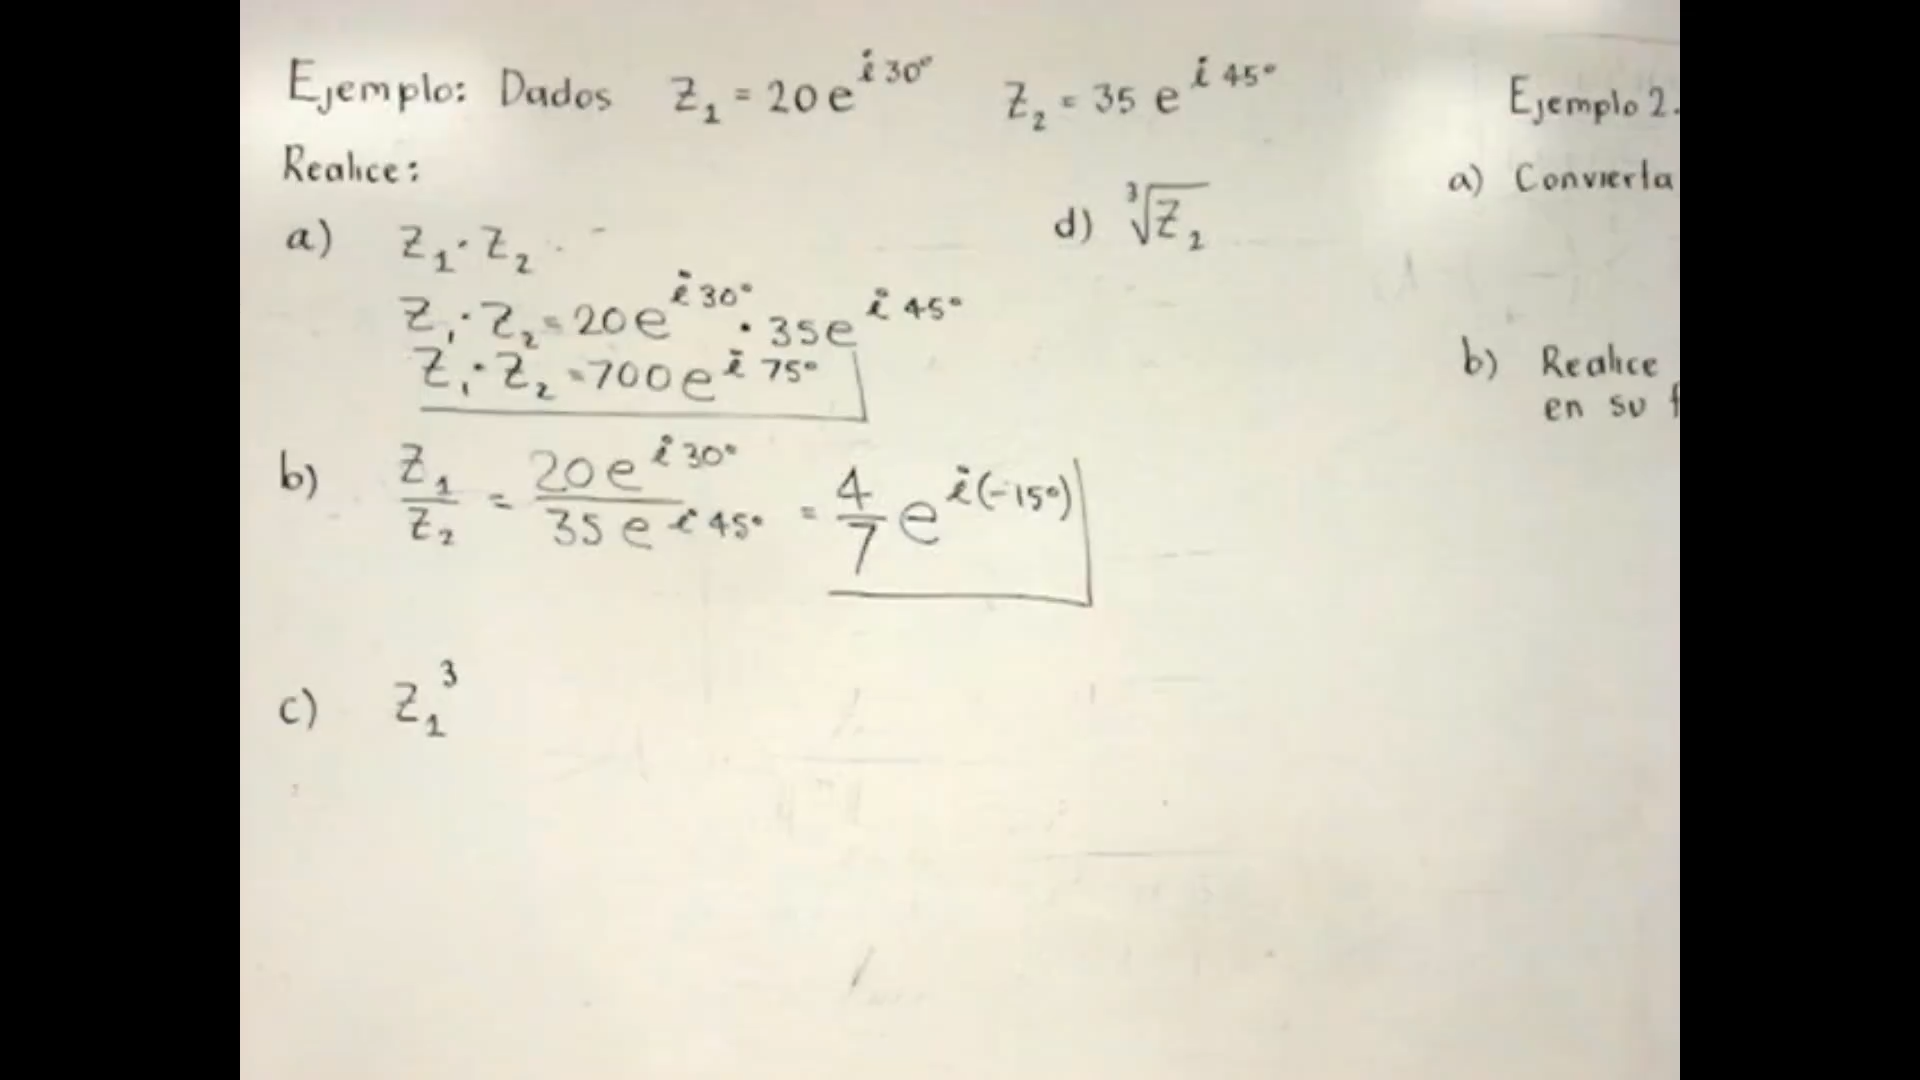 Ejemplo: Dados Z₁ = 20e^{i30°} Z₂ = 35e^{i45°}
Realice:
a) Z₁·Z₂
Z₁·Z₂ = 20e^{i30°} · 35e^{i45°}
Z₁·Z₂ = 700e^{i75°}
b) Z₁/Z₂ = 20e^{i30°}/35e^{i45°} = 4/7 e^{i(-15°)}
c) Z₁³
d) ∛Z₂
Ejemplo 2.
a) Convierta
b) Realice
en su f